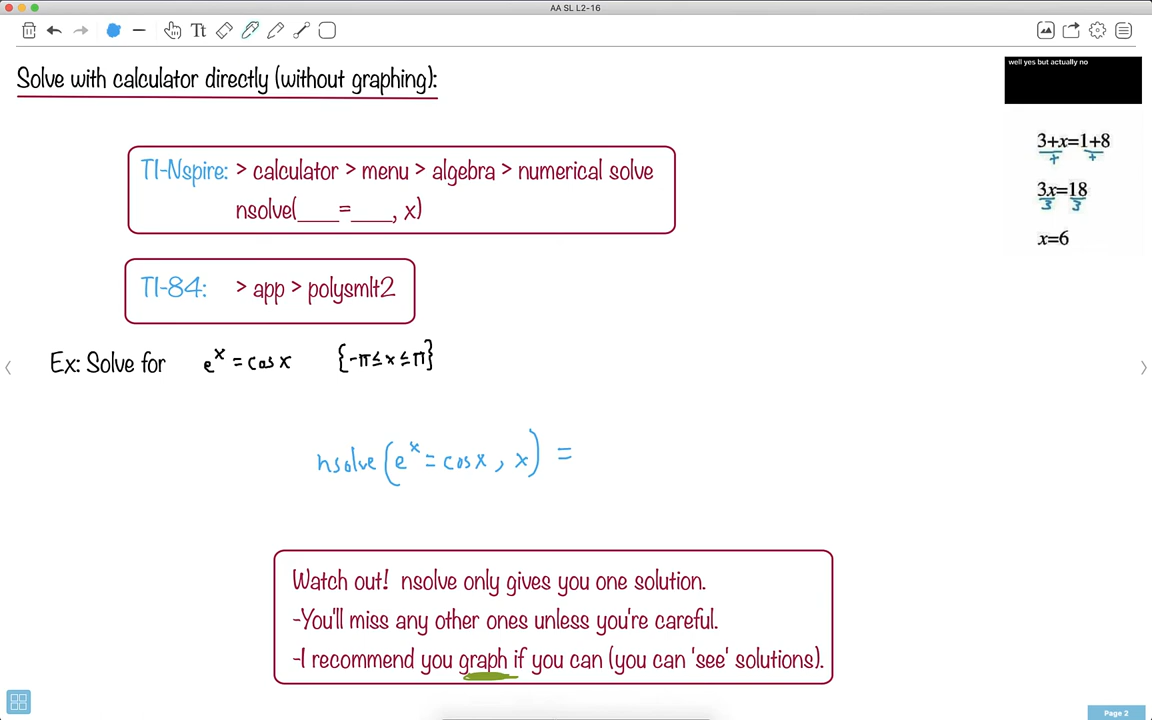 AA SL L2-16
Tt
Solve with calculator directly (without graphing):
well yes but actually no
3+x=1+8
+ +
3x=18
3 3
x=6
TI-Nspire: > calculator > menu > algebra > numerical solve
nsolve(____=____, x)
TI-84: > app > polysmlt2
Ex: Solve for e^x = cos x {-π ≤ x ≤ π}
nsolve(e^x = cos x, x) =
Watch out! nsolve only gives you one solution.
-You'll miss any other ones unless you're careful.
-I recommend you graph if you can (you can 'see' solutions).
Page 2